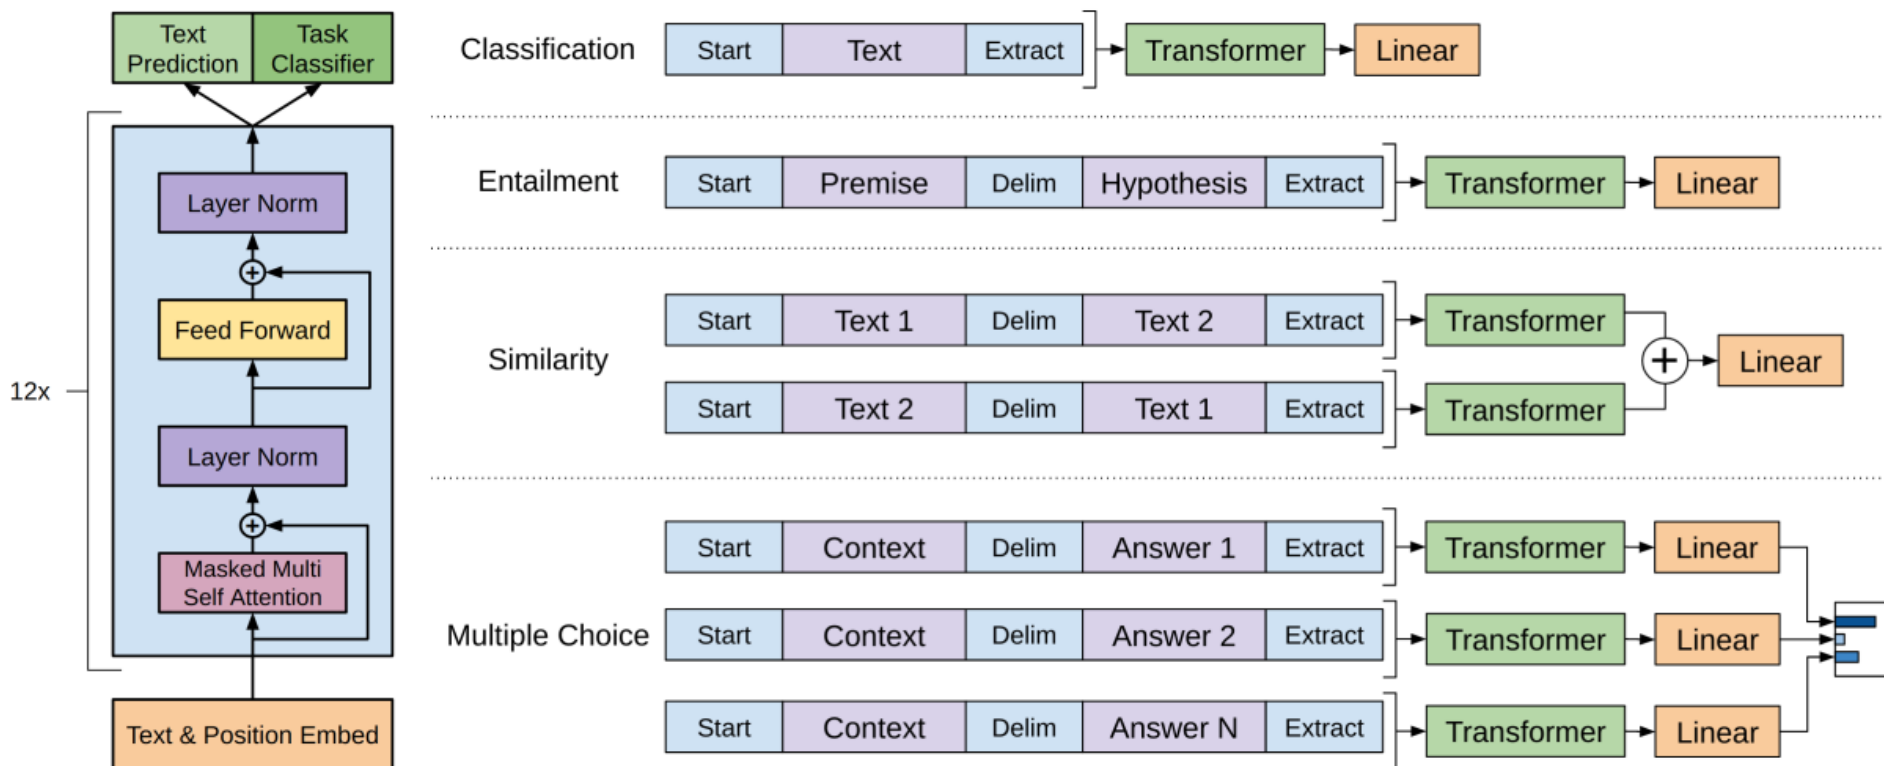 Text
Prediction
Task
Classifier
12x
Layer Norm
Feed Forward
Layer Norm
Masked Multi
Self Attention
Text & Position Embed
Classification
Start Text Extract Transformer Linear
Entailment
Start Premise Delim Hypothesis Extract Transformer Linear
Similarity
Start Text 1 Delim Text 2 Extract Transformer
Start Text 2 Delim Text 1 Extract Transformer
Linear
Multiple Choice
Start Context Delim Answer 1 Extract Transformer Linear
Start Context Delim Answer 2 Extract Transformer Linear
Start Context Delim Answer N Extract Transformer Linear